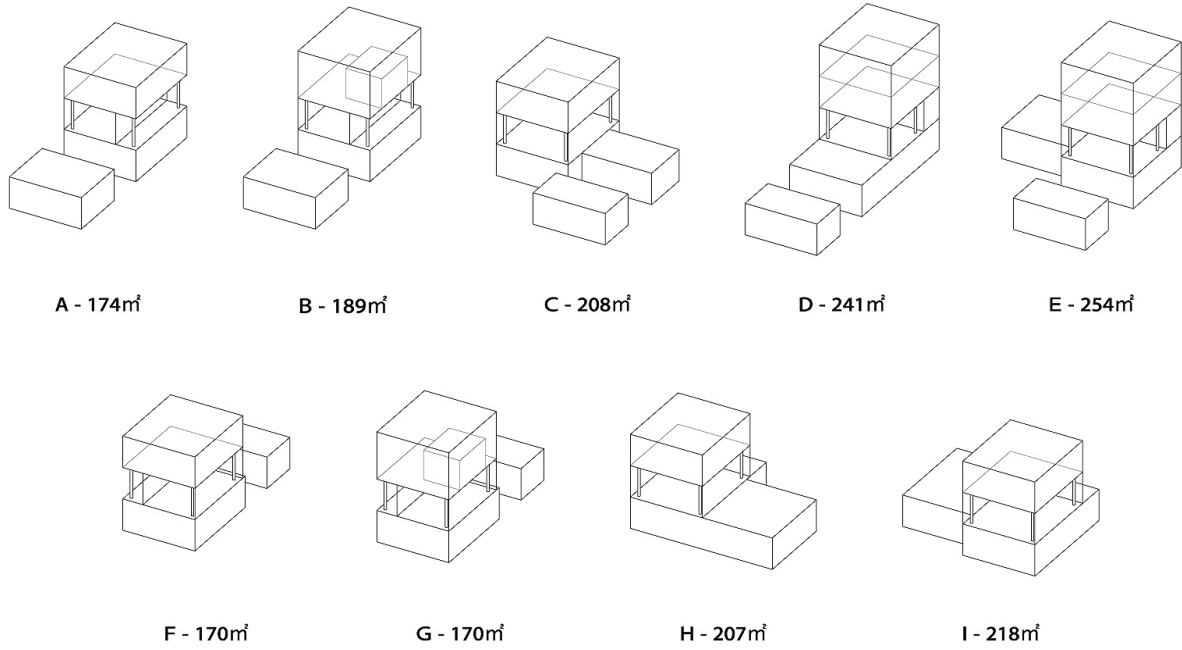 A - 174㎡
B - 189㎡
C - 208㎡
D - 241㎡
E - 254㎡
F - 170㎡
G - 170㎡
H - 207㎡
I - 218㎡